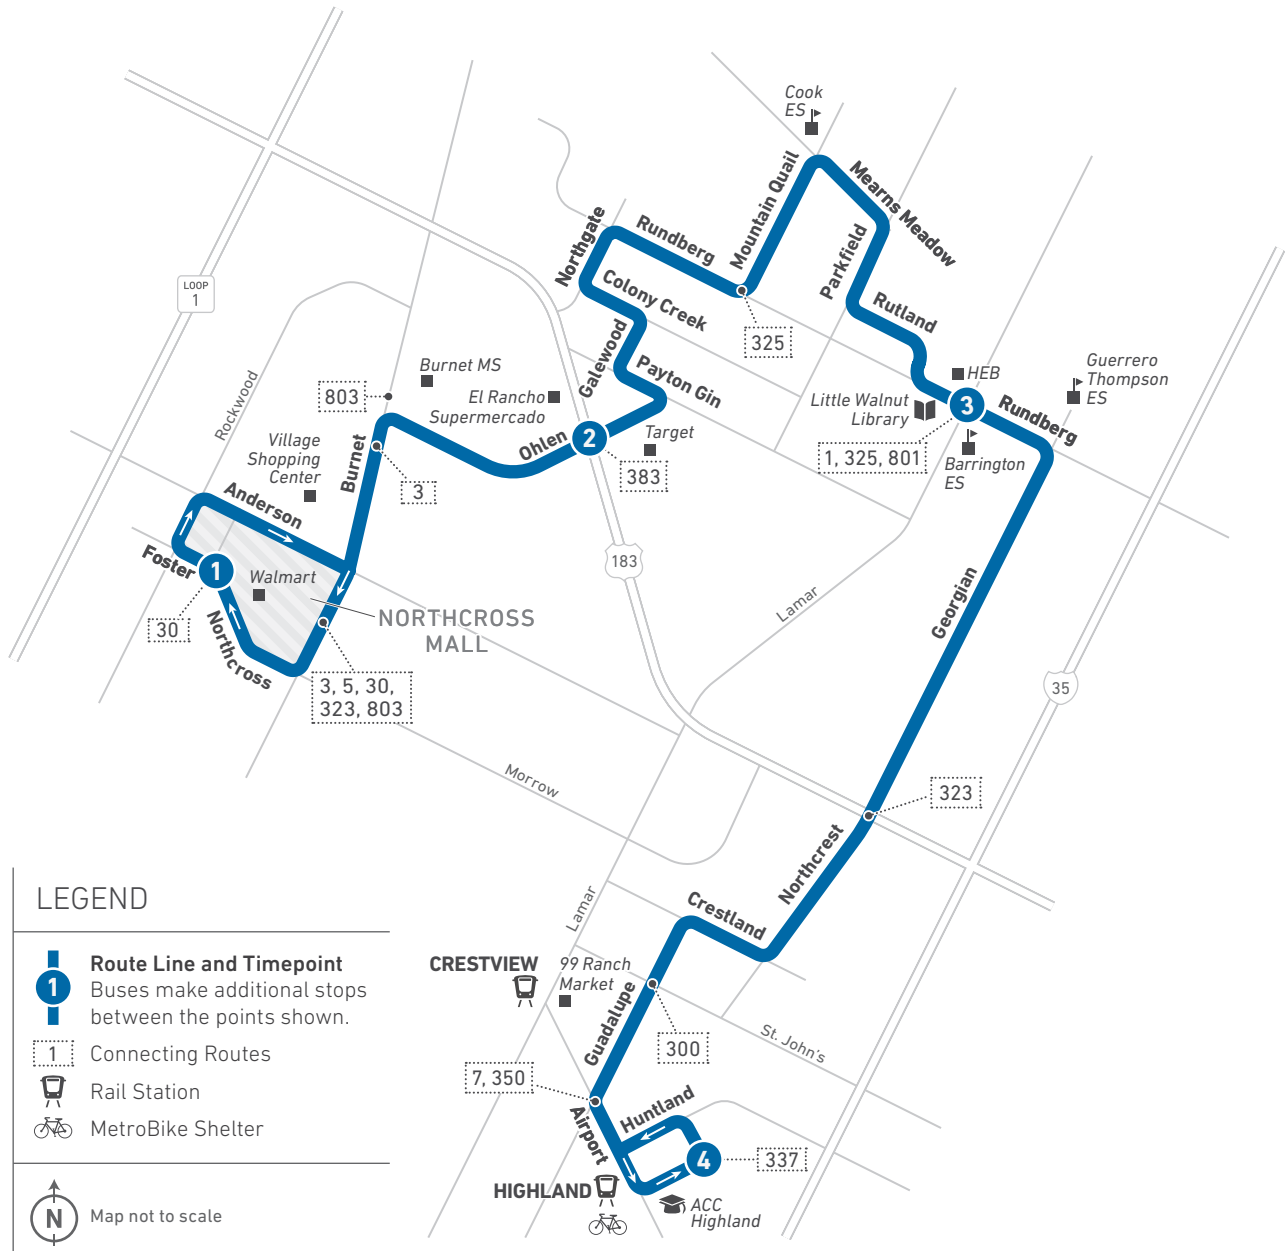 Cook
ES
Mountain Quail
Mearns Meadow
Northgate
Rundberg
Parkfield
Colony Creek
Rutland
LOOP
1
325
Galewood
Payton Gin
Burnet MS
El Rancho
Supermercado
803
Rockwood
HEB
Guerrero
Thompson
ES
Little Walnut
Library
3
Rundberg
Village
Shopping
Center
Burnet
Ohlen
2
Target
1, 325, 801
Barrington
ES
3
383
Anderson
Foster
1
Walmart
183
Georgian
Lamar
NORTHCROSS
MALL
30
Northcross
3, 5, 30,
323, 803
35
Morrow
323
Northcrest
Crestland
Lamar
CRESTVIEW
99 Ranch
Market
Guadalupe
300
St. John's
7, 350
Airport
Huntland
4
337
HIGHLAND
ACC
Highland
LEGEND
Route Line and Timepoint
1
Buses make additional stops
between the points shown.
1
Connecting Routes
Rail Station
MetroBike Shelter
N
Map not to scale